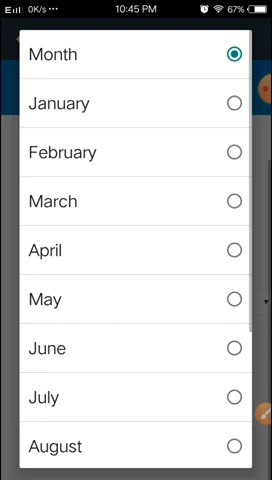 0K/s ••• 10:45 PM 67%
Month
January
February
March
April
May
June
July
August